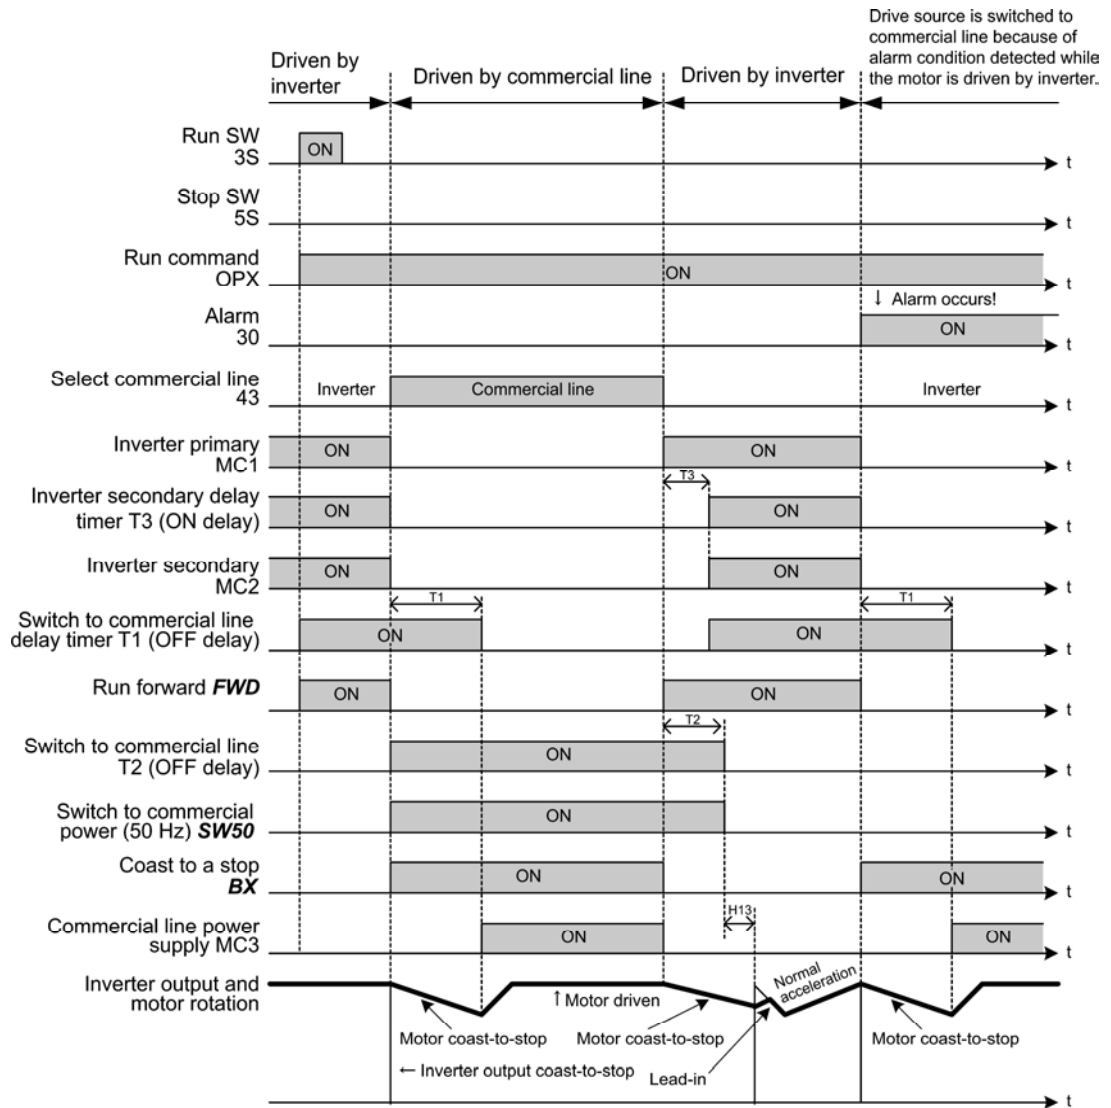 Drive source is switched to
commercial line because of
alarm condition detected while
the motor is driven by inverter.
Driven by
inverter
Driven by commercial line
Driven by inverter
Run SW
3S
ON
t
Stop SW
5S
t
Run command
OPX
ON
t
↓ Alarm occurs!
Alarm
30
ON
t
Select commercial line
43
Inverter
Commercial line
Inverter
t
Inverter primary
MC1
ON
ON
t
T3
Inverter secondary delay
timer T3 (ON delay)
ON
ON
t
Inverter secondary
MC2
ON
ON
t
T1
T1
Switch to commercial line
delay timer T1 (OFF delay)
ON
ON
t
Run forward FWD
ON
ON
t
T2
Switch to commercial line
T2 (OFF delay)
ON
t
Switch to commercial
power (50 Hz) SW50
ON
t
Coast to a stop
BX
ON
ON
t
H13
Commercial line power
supply MC3
ON
ON
t
Inverter output and
motor rotation
↑ Motor driven
Normal
acceleration
Motor coast-to-stop
Motor coast-to-stop
Motor coast-to-stop
← Inverter output coast-to-stop
Lead-in
t